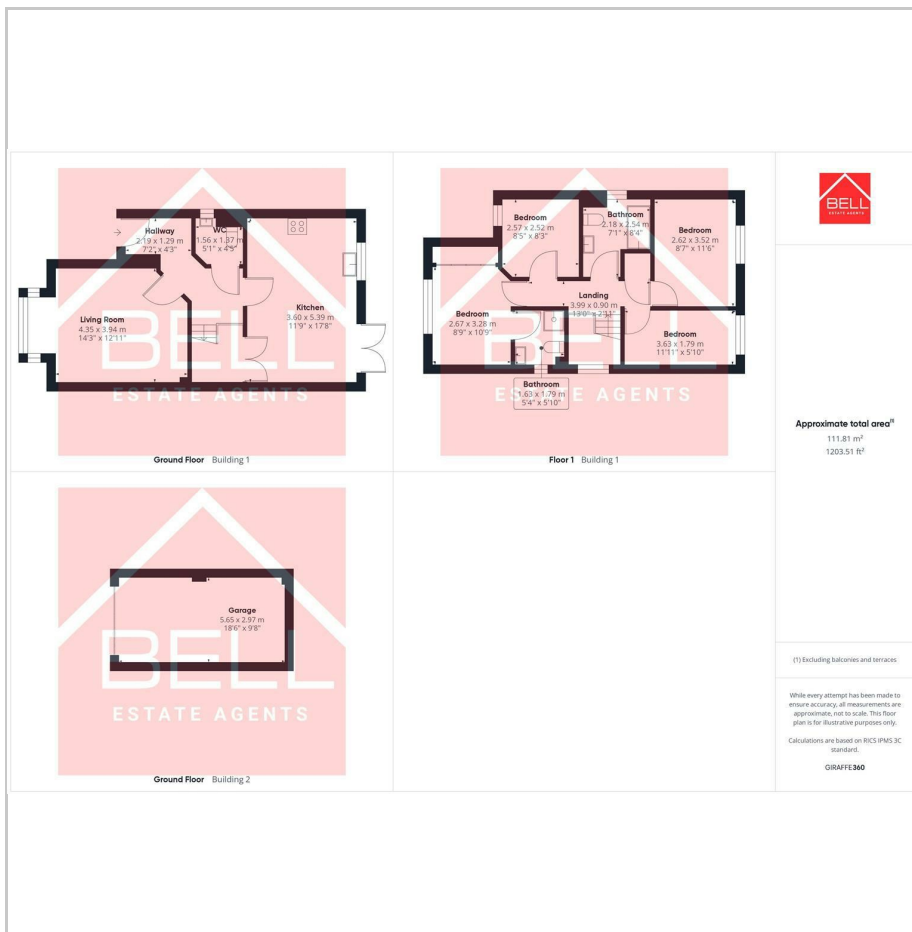 Hallway
2.19 x 1.29 m
7'2" x 4'3"
WC
1.56 x 1.37 m
5'1" x 4'5"
Living Room
4.35 x 3.94 m
14'3" x 12'11"
Kitchen
3.60 x 5.39 m
11'9" x 17'8"
BELL
ESTATE AGENTS
Ground Floor Building 1
Bedroom
2.57 x 2.52 m
8'5" x 8'3"
Bathroom
2.18 x 2.54 m
7'1" x 8'4"
Bedroom
2.62 x 3.52 m
8'7" x 11'6"
Landing
3.99 x 0.90 m
13'0" x 2'11"
Bedroom
2.67 x 3.28 m
8'9" x 10'9"
Bedroom
3.63 x 1.79 m
11'11" x 5'10"
Bathroom
1.63 x 1.79 m
5'4" x 5'10"
BELL
ESTATE AGENTS
Floor 1 Building 1
Garage
5.65 x 2.97 m
18'6" x 9'8"
BELL
ESTATE AGENTS
Ground Floor Building 2
BELL
ESTATE AGENTS
Approximate total area(1)
111.81 m²
1203.51 ft²
(1) Excluding balconies and terraces
While every attempt has been made to
ensure accuracy, all measurements are
approximate, not to scale. This floor
plan is for illustrative purposes only.
Calculations are based on RICS IPMS 3C
standard.
GIRAFFE360